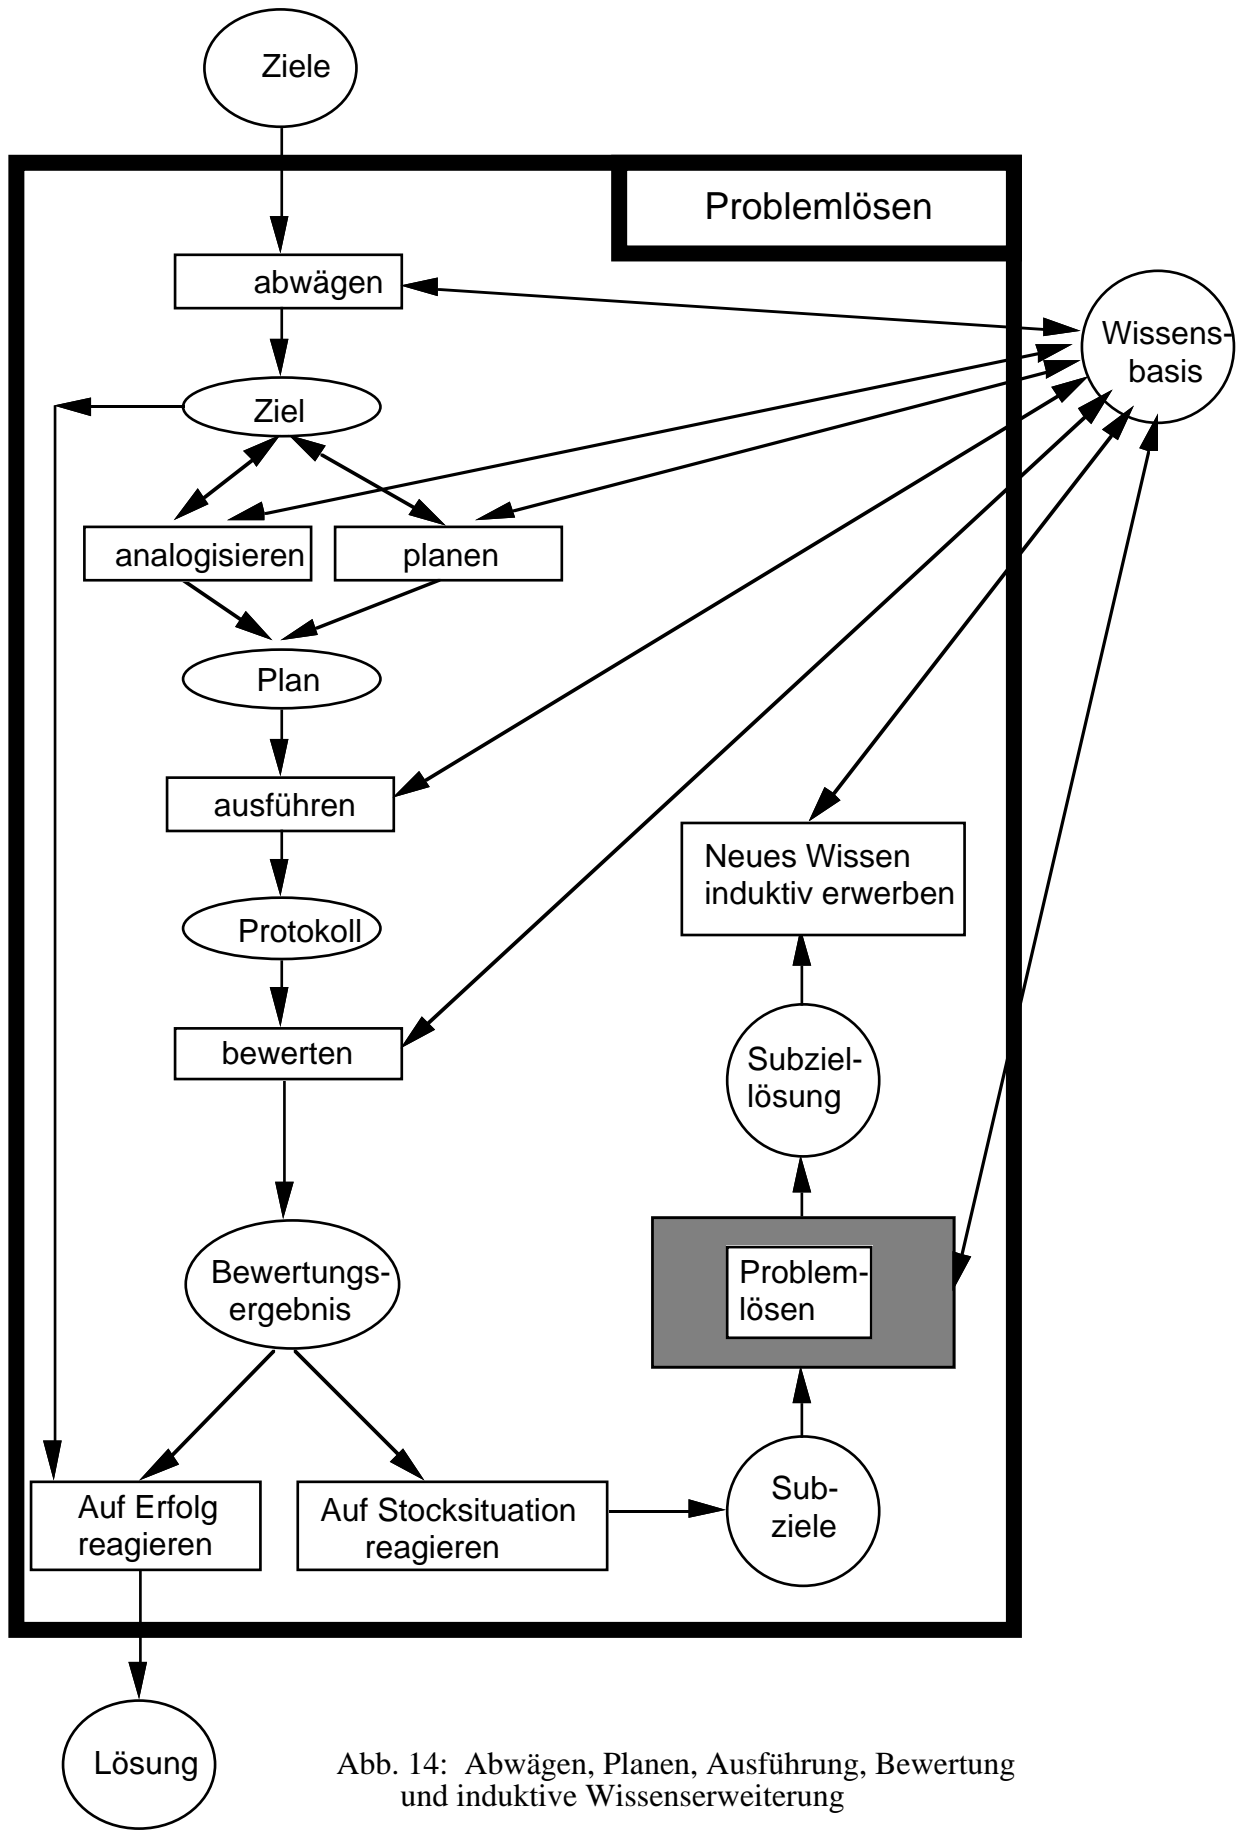 Ziele
Problemlösen
abwägen
Wissens-
basis
Ziel
analogisieren
planen
Plan
ausführen
Neues Wissen
induktiv erwerben
Protokoll
bewerten
Subziel-
lösung
Bewertungs-
ergebnis
Problem-
lösen
Auf Erfolg
reagieren
Auf Stocksituation
reagieren
Sub-
ziele
Lösung
Abb. 14: Abwägen, Planen, Ausführung, Bewertung
und induktive Wissenserweiterung